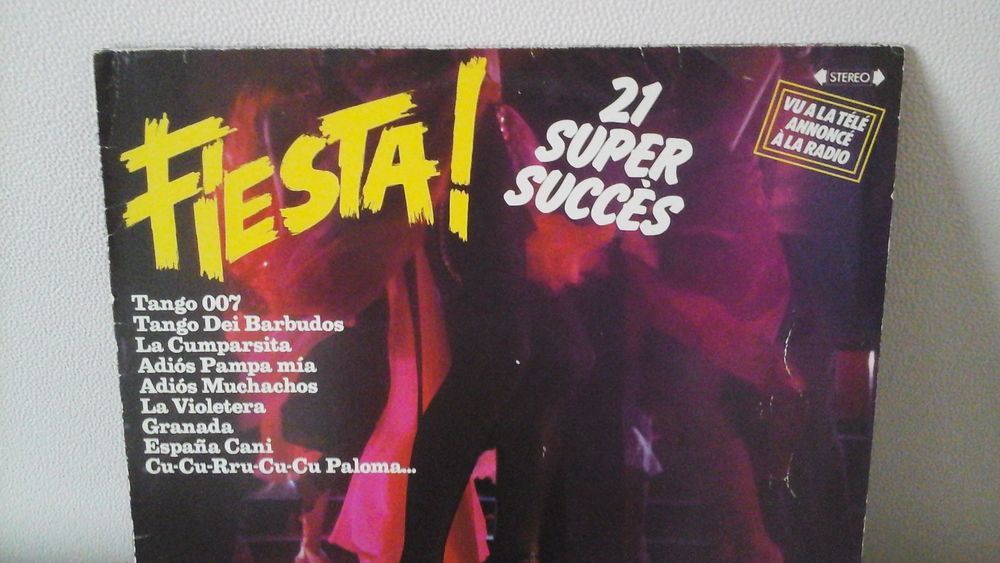 FIESTA!
21
SUPER
SUCCÈS
STEREO
VU A LA TÉLÉ
ANNONCÉ
À LA RADIO
Tango 007
Tango Dei Barbudos
La Cumparsita
Adiós Pampa mía
Adiós Muchachos
La Violetera
Granada
España Cani
Cu-Cu-Rru-Cu-Cu Paloma...